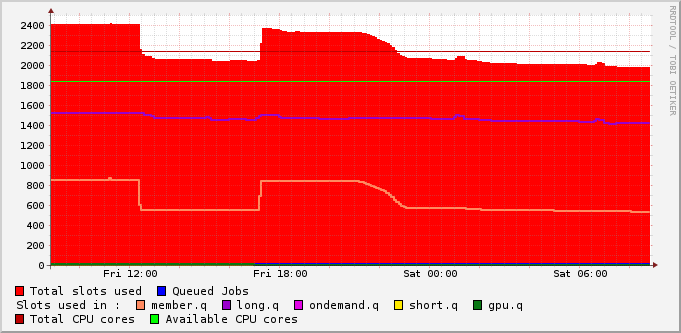 2400
2200
2000
1800
1600
1400
1200
1000
800
600
400
200
0
Fri 12:00 Fri 18:00 Sat 00:00 Sat 06:00
Total slots used Queued Jobs
Slots used in : member.q long.q ondemand.q short.q gpu.q
Total CPU cores Available CPU cores
RRDTOOL / TOBI OETIKER